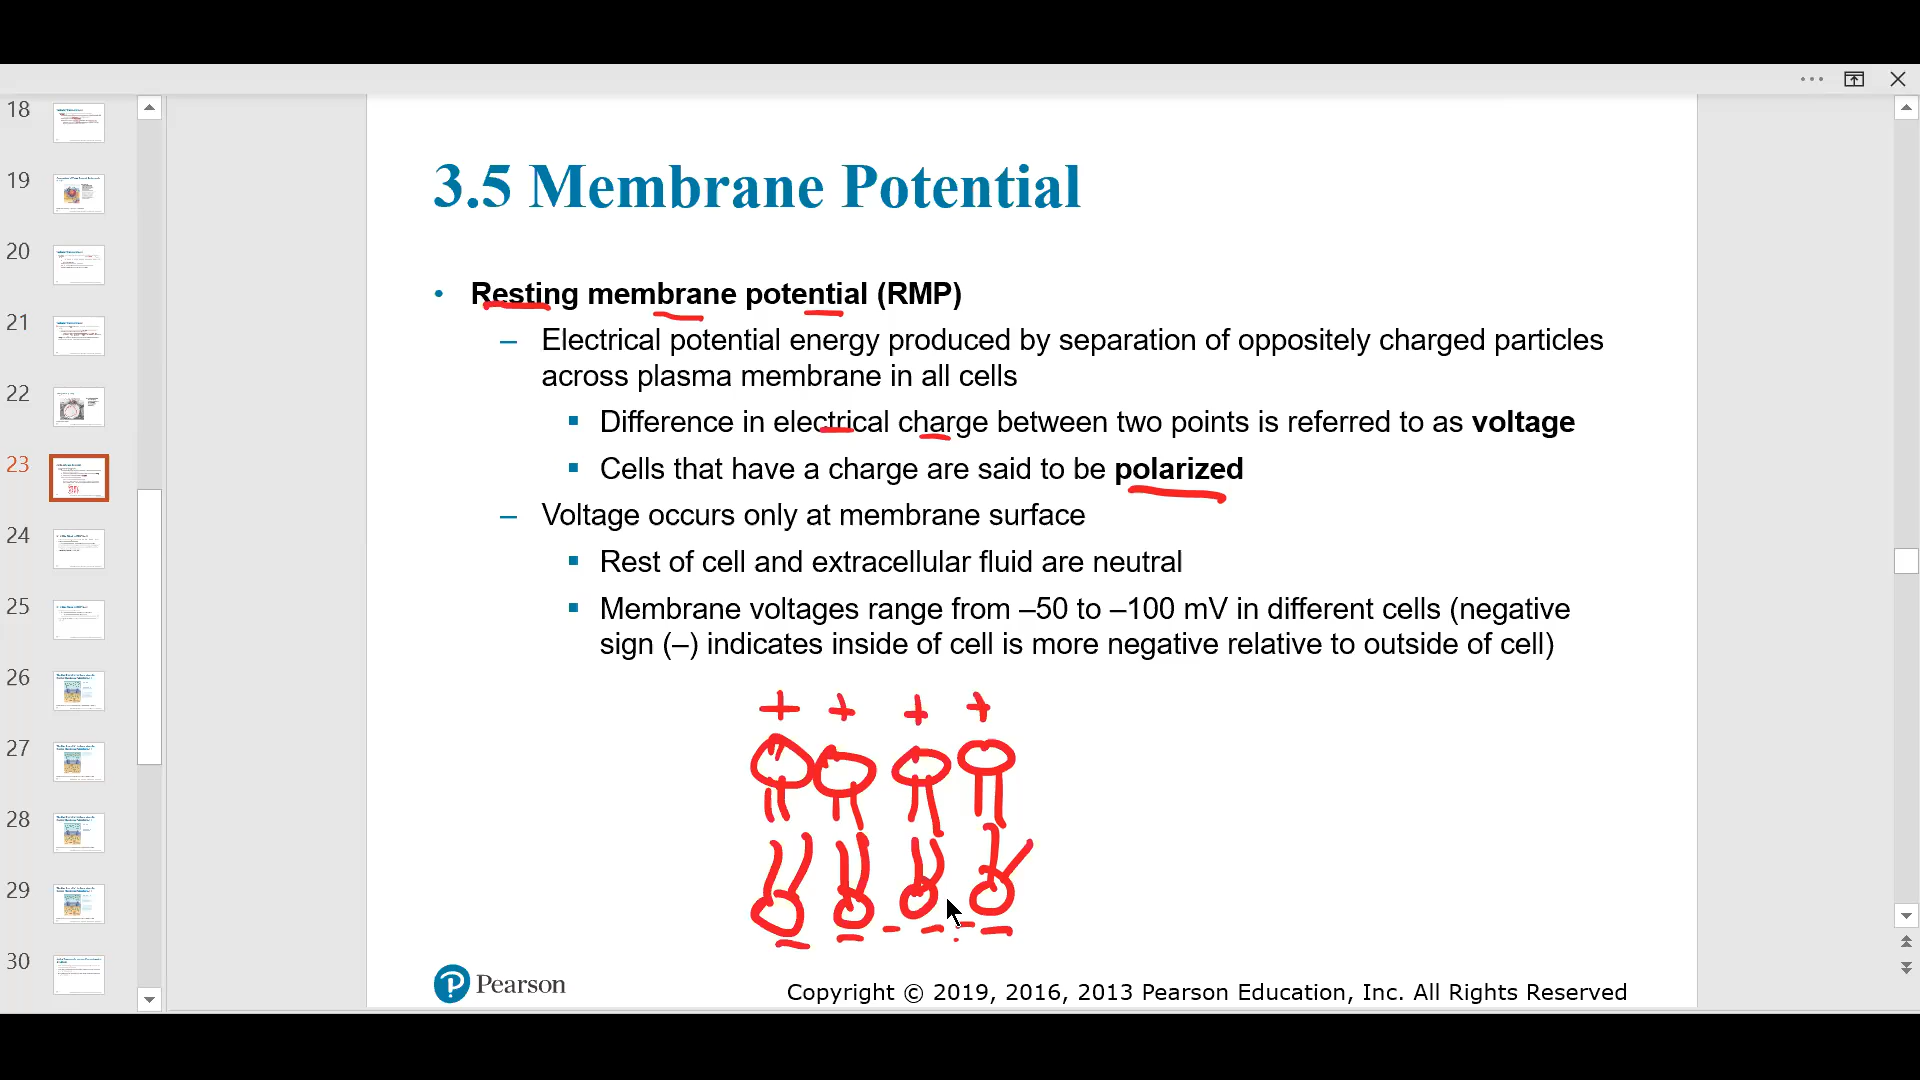 18
19
20
21
22
23
24
25
26
27
28
29
30
3.5 Membrane Potential
• Resting membrane potential (RMP)
– Electrical potential energy produced by separation of oppositely charged particles
across plasma membrane in all cells
▪ Difference in electrical charge between two points is referred to as voltage
▪ Cells that have a charge are said to be polarized
– Voltage occurs only at membrane surface
▪ Rest of cell and extracellular fluid are neutral
▪ Membrane voltages range from –50 to –100 mV in different cells (negative
sign (–) indicates inside of cell is more negative relative to outside of cell)
+ + + +
Pearson
Copyright © 2019, 2016, 2013 Pearson Education, Inc. All Rights Reserved